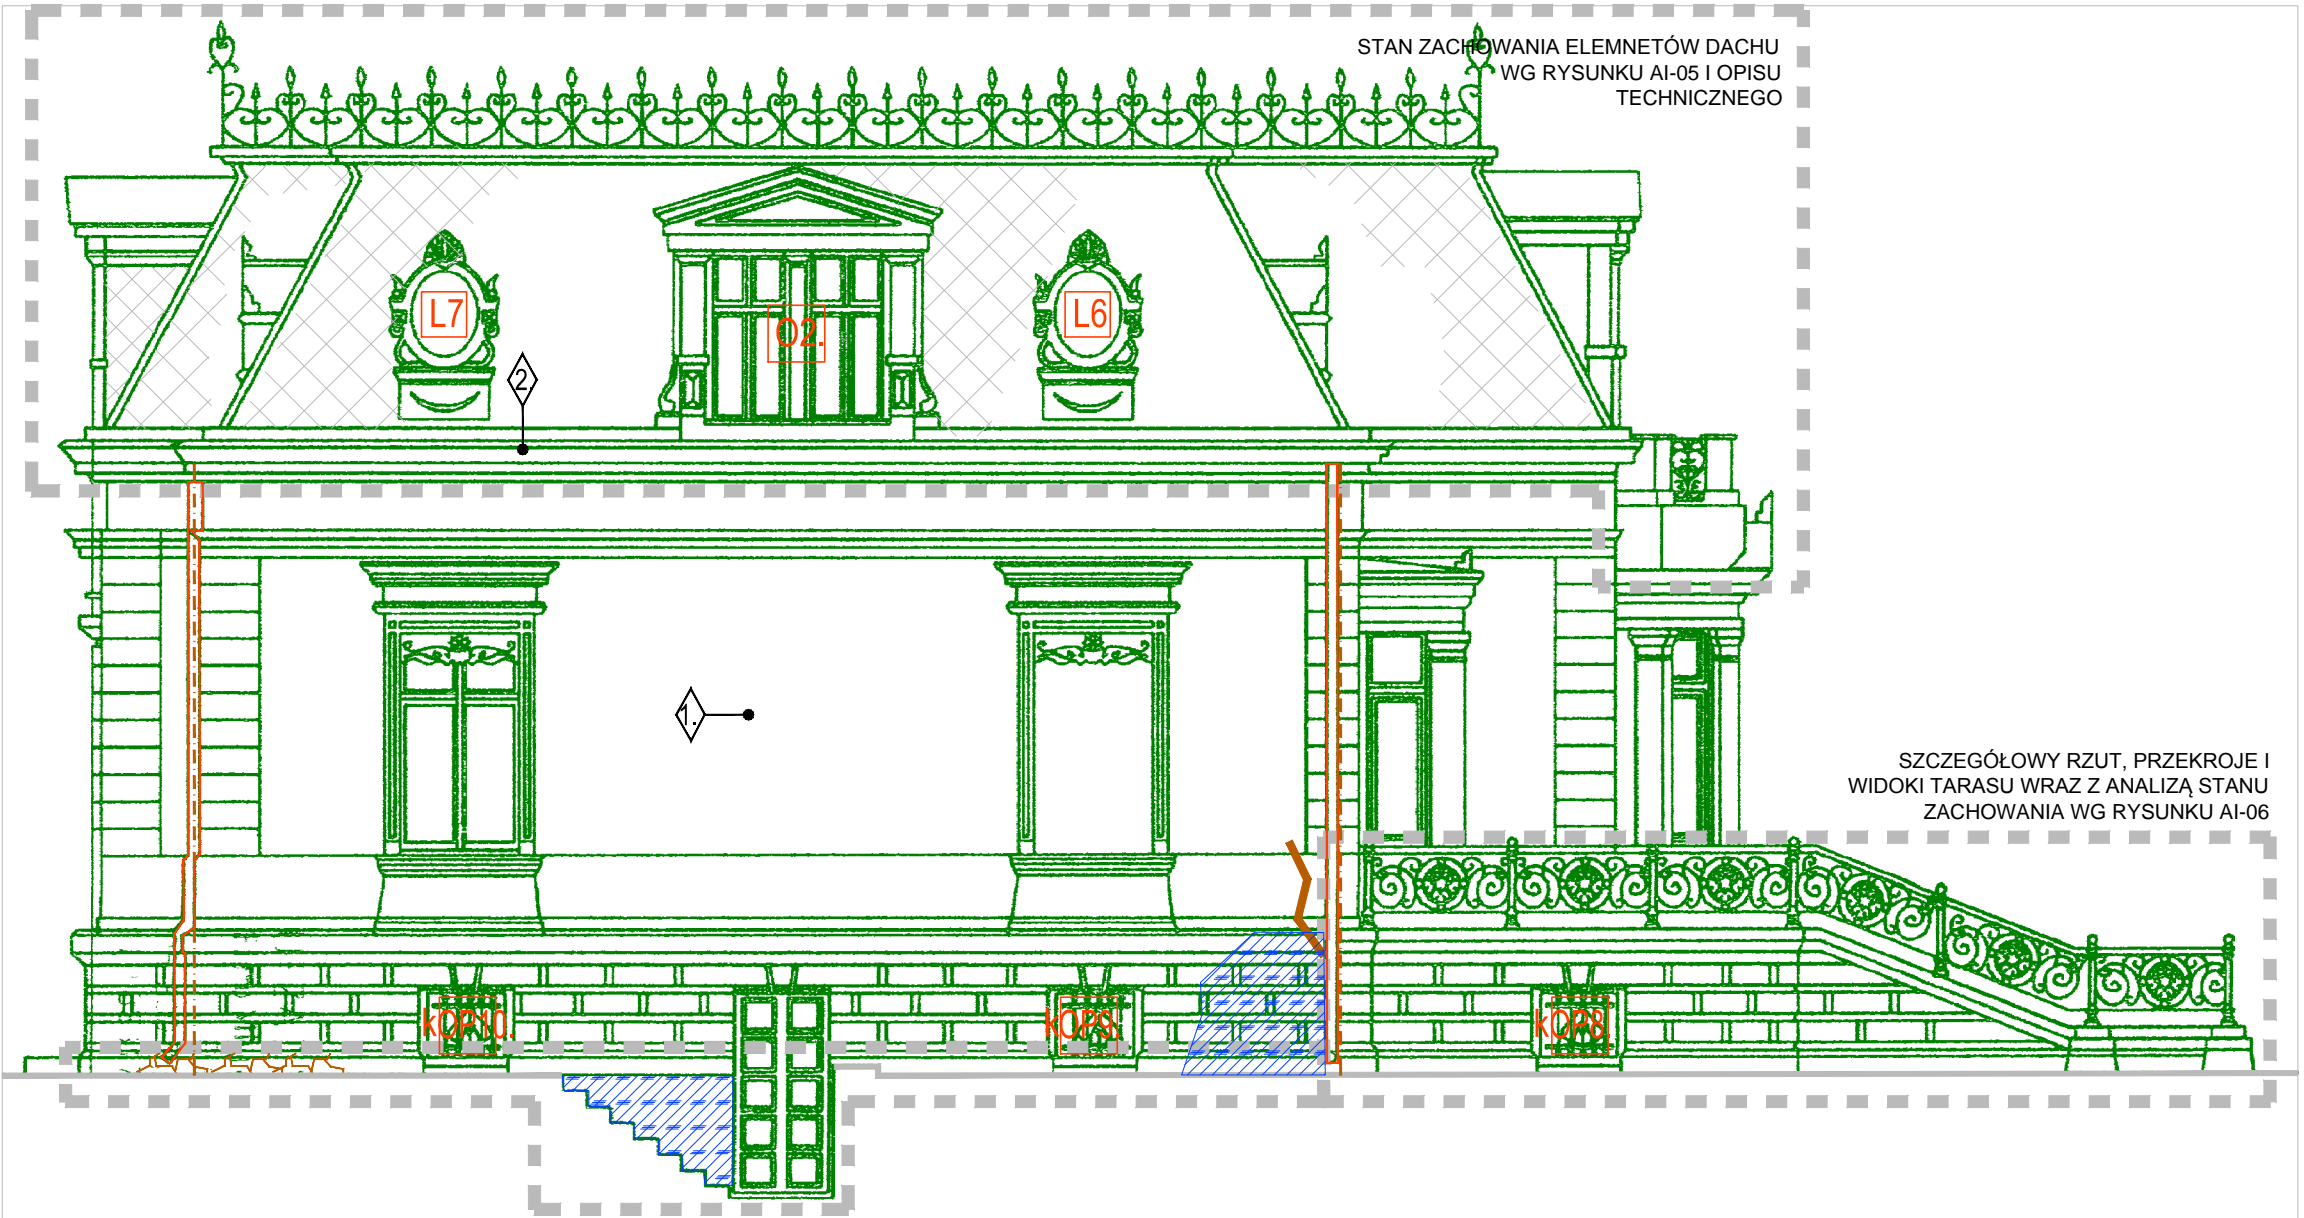 STAN ZACHOWANIA ELEMNETÓW DACHU
WG RYSUNKU AI-05 I OPISU
TECHNICZNEGO
L7
O2.
L6
2
1.
SZCZEGÓŁOWY RZUT, PRZEKROJE I
WIDOKI TARASU WRAZ Z ANALIZĄ STANU
ZACHOWANIA WG RYSUNKU AI-06
kOP10.
kOP9.
kOP8.